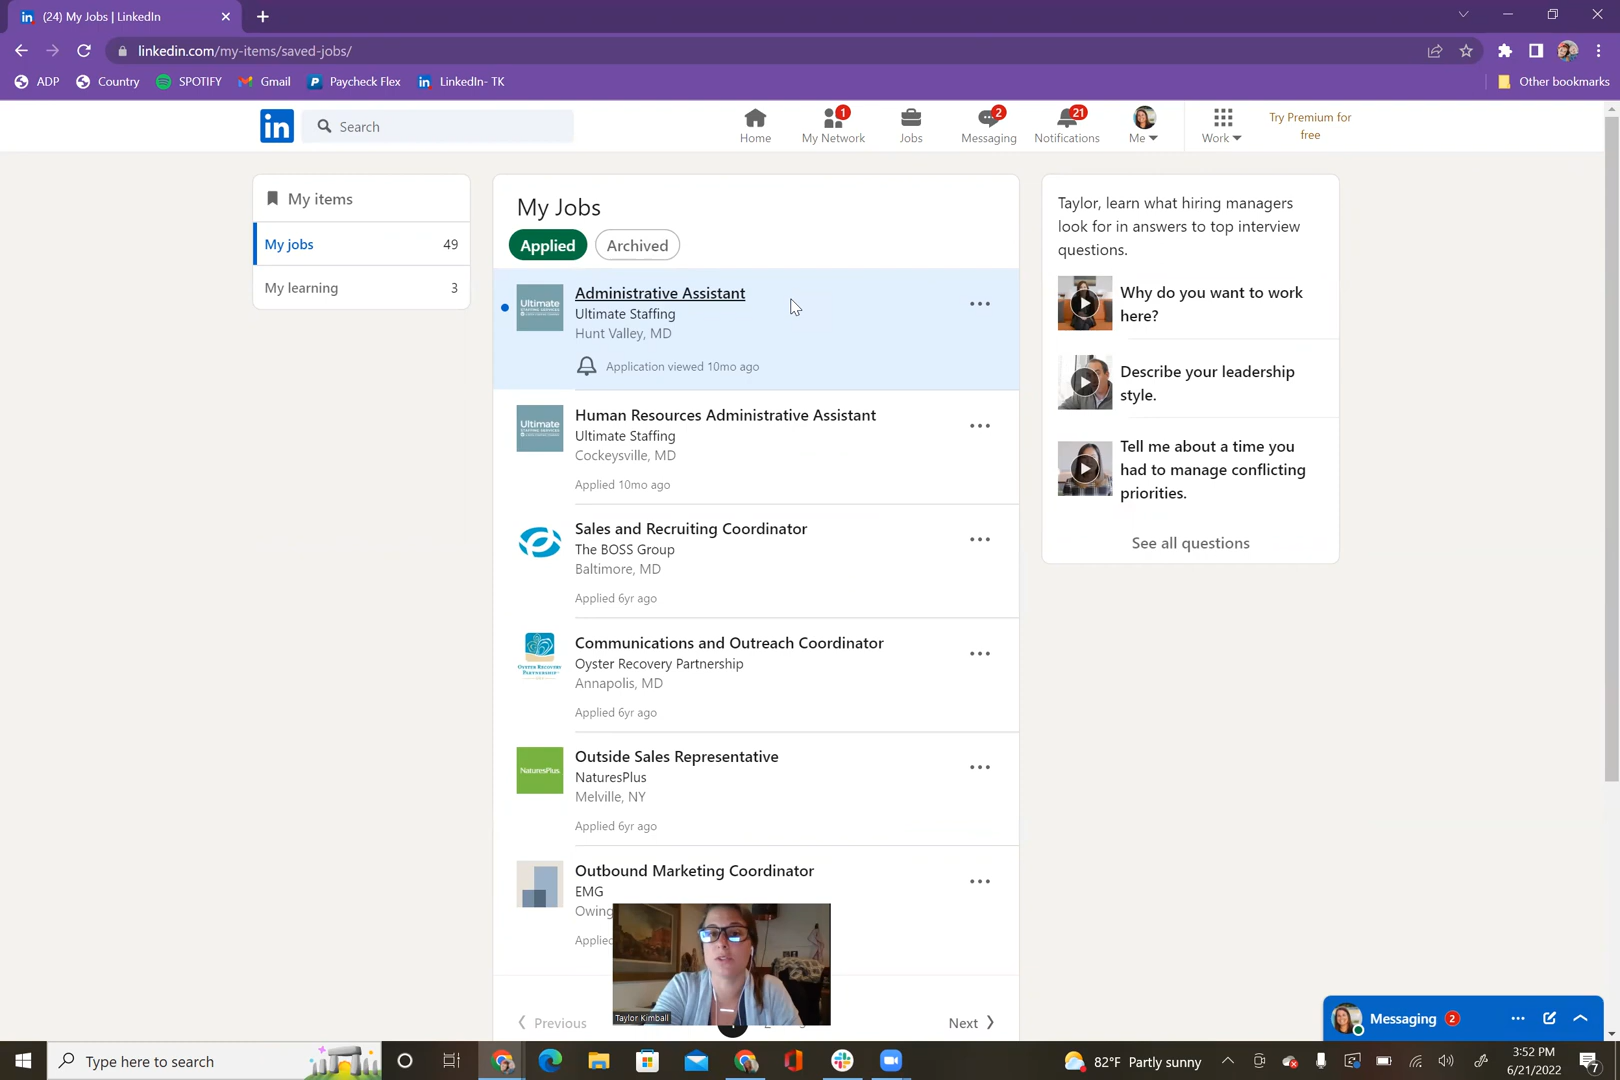 (24) My Jobs | LinkedIn
linkedin.com/my-items/saved-jobs/
ADP
Country
SPOTIFY
Gmail
Paycheck Flex
LinkedIn- TK
Other bookmarks
in
Search
Home
1
My Network
Jobs
2
Messaging
21
Notifications
Me
Work
Try Premium for
free
My items
My jobs 49
My learning 3
My Jobs
Applied
Archived
Administrative Assistant
Ultimate Staffing
Hunt Valley, MD
Application viewed 10mo ago
Human Resources Administrative Assistant
Ultimate Staffing
Cockeysville, MD
Applied 10mo ago
Sales and Recruiting Coordinator
The BOSS Group
Baltimore, MD
Applied 6yr ago
Communications and Outreach Coordinator
Oyster Recovery Partnership
Annapolis, MD
Applied 6yr ago
NaturesPlus
Outside Sales Representative
NaturesPlus
Melville, NY
Applied 6yr ago
Outbound Marketing Coordinator
EMG
Owing
Applied
Previous
Next
Taylor, learn what hiring managers
look for in answers to top interview
questions.
Why do you want to work
here?
Describe your leadership
style.
Tell me about a time you
had to manage conflicting
priorities.
See all questions
Taylor Kimball
Messaging 2
Type here to search
82°F Partly sunny
3:52 PM
6/21/2022
7